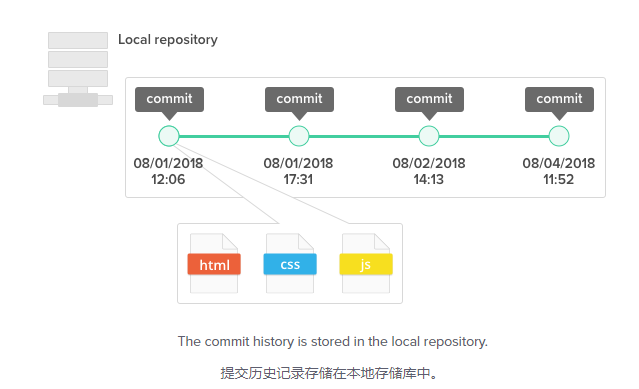 Local repository
commit commit commit commit
08/01/2018 08/01/2018 08/02/2018 08/04/2018
12:06 17:31 14:13 11:52
html css js
The commit history is stored in the local repository.
提交历史记录存储在本地存储库中。